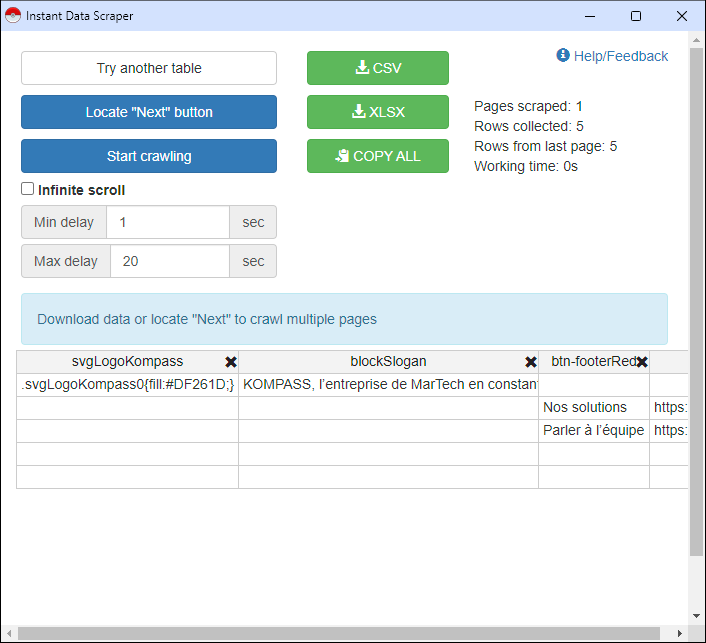 Instant Data Scraper
Try another table
CSV
Help/Feedback
Locate "Next" button
XLSX
Start crawling
COPY ALL
Pages scraped: 1
Rows collected: 5
Rows from last page: 5
Working time: 0s
Infinite scroll
Min delay 1 sec
Max delay 20 sec
Download data or locate "Next" to crawl multiple pages
svgLogoKompass blockSlogan btn-footerRed
.svgLogoKompass0{fill:#DF261D;} KOMPASS, l’entreprise de MarTech en constan
Nos solutions https:
Parler à l’équipe https: